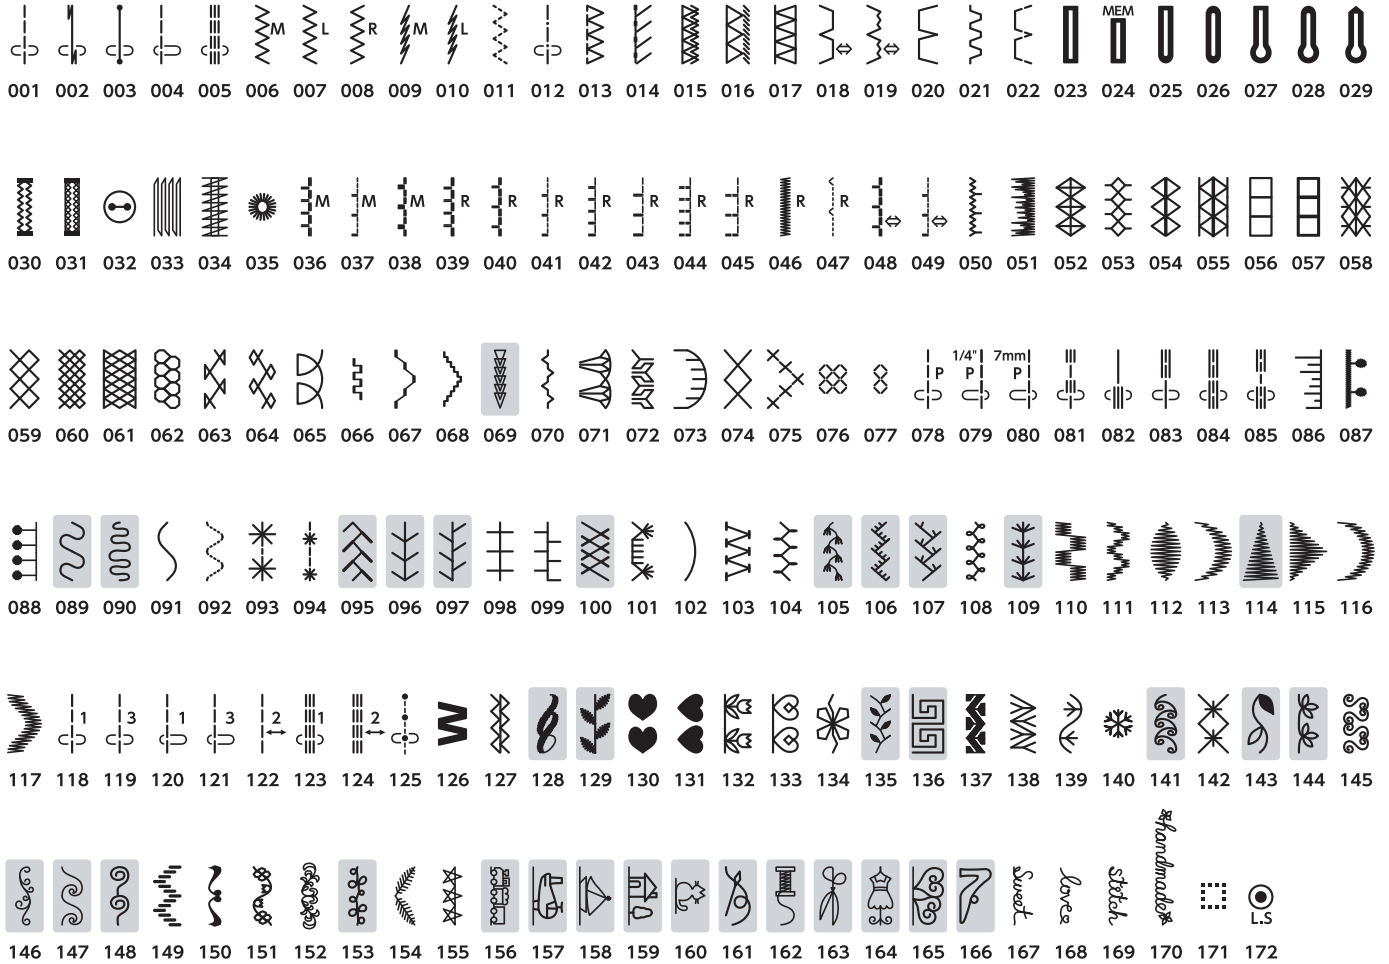 M L R M L
MEM
001 002 003 004 005 006 007 008 009 010 011 012 013 014 015 016 017 018 019 020 021 022 023 024 025 026 027 028 029
M M M R R R R R R R R R
030 031 032 033 034 035 036 037 038 039 040 041 042 043 044 045 046 047 048 049 050 051 052 053 054 055 056 057 058
1/4" 7mm
P P P
059 060 061 062 063 064 065 066 067 068 069 070 071 072 073 074 075 076 077 078 079 080 081 082 083 084 085 086 087
088 089 090 091 092 093 094 095 096 097 098 099 100 101 102 103 104 105 106 107 108 109 110 111 112 113 114 115 116
1 3 1 3 2 1 2
117 118 119 120 121 122 123 124 125 126 127 128 129 130 131 132 133 134 135 136 137 138 139 140 141 142 143 144 145
Sweet love stitch handmade L.S
146 147 148 149 150 151 152 153 154 155 156 157 158 159 160 161 162 163 164 165 166 167 168 169 170 171 172